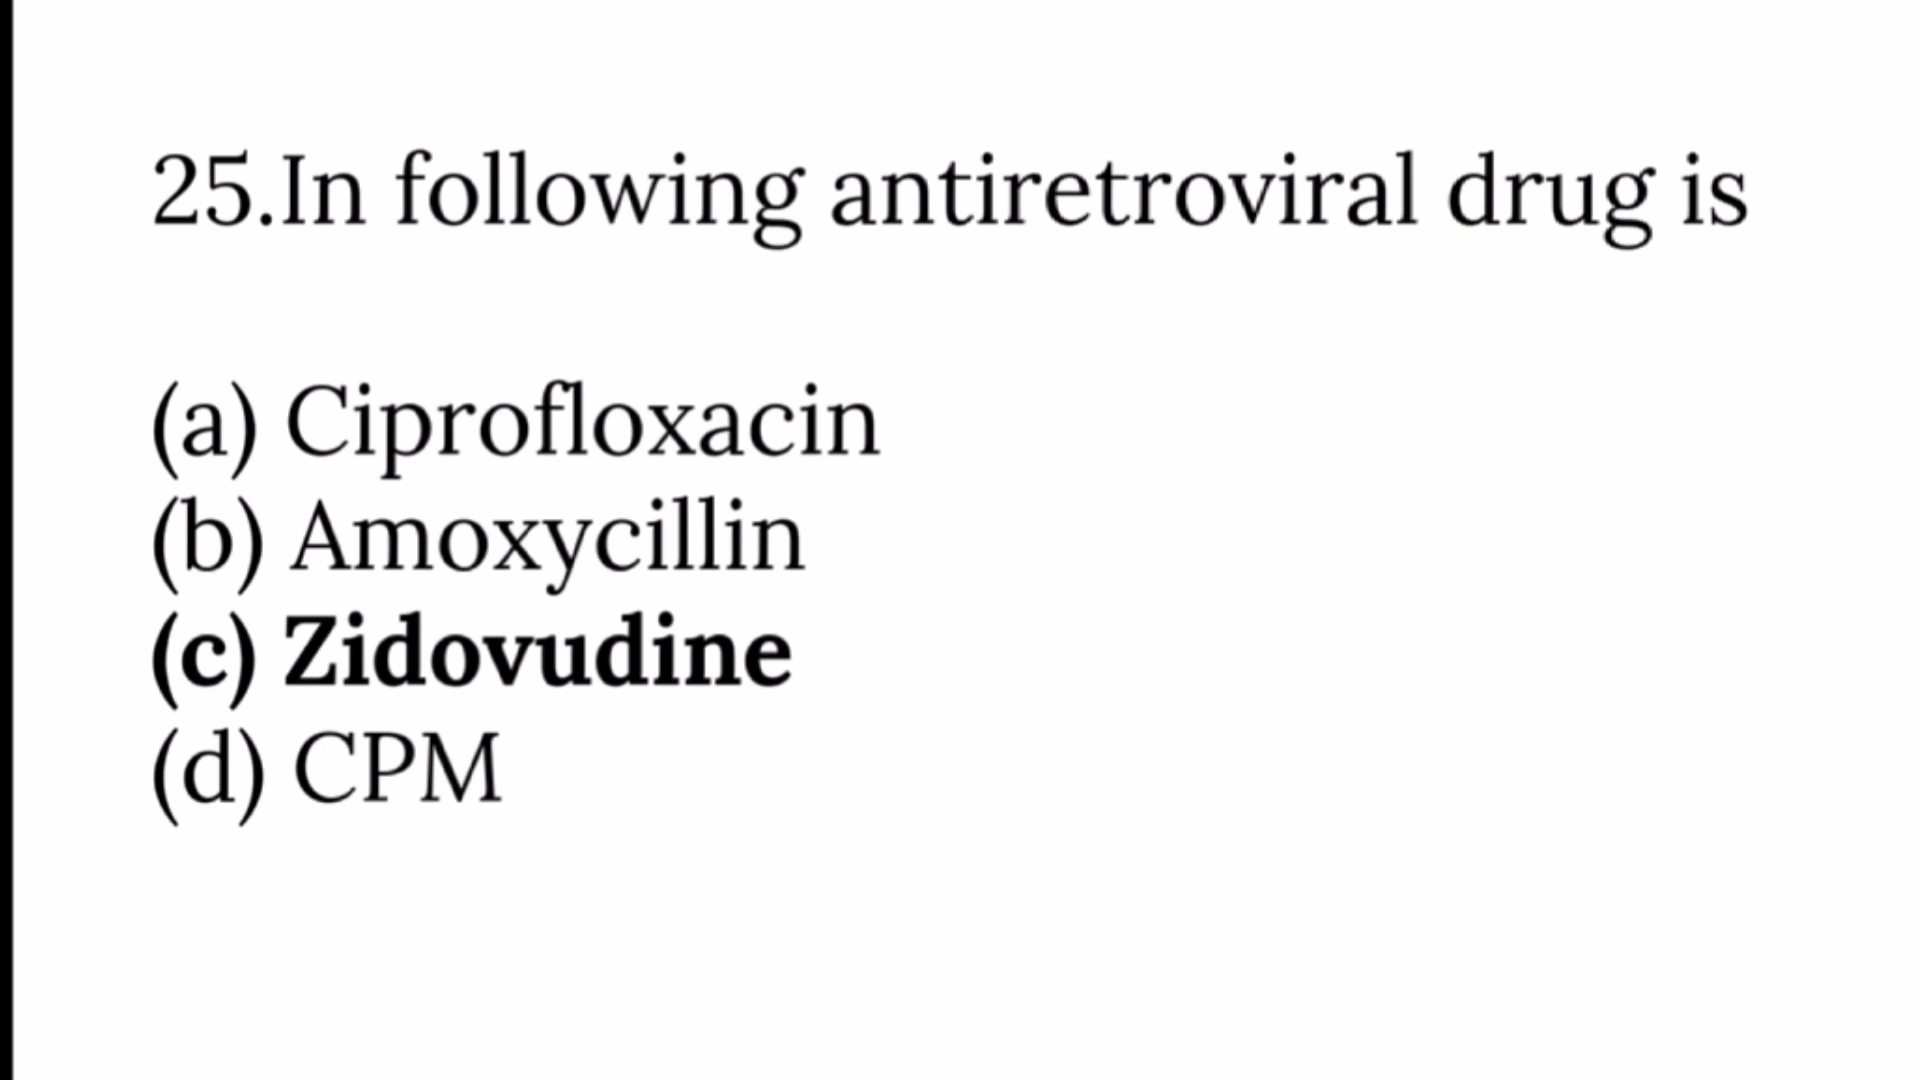 25.In following antiretroviral drug is
(a) Ciprofloxacin
(b) Amoxycillin
(c) Zidovudine
(d) CPM